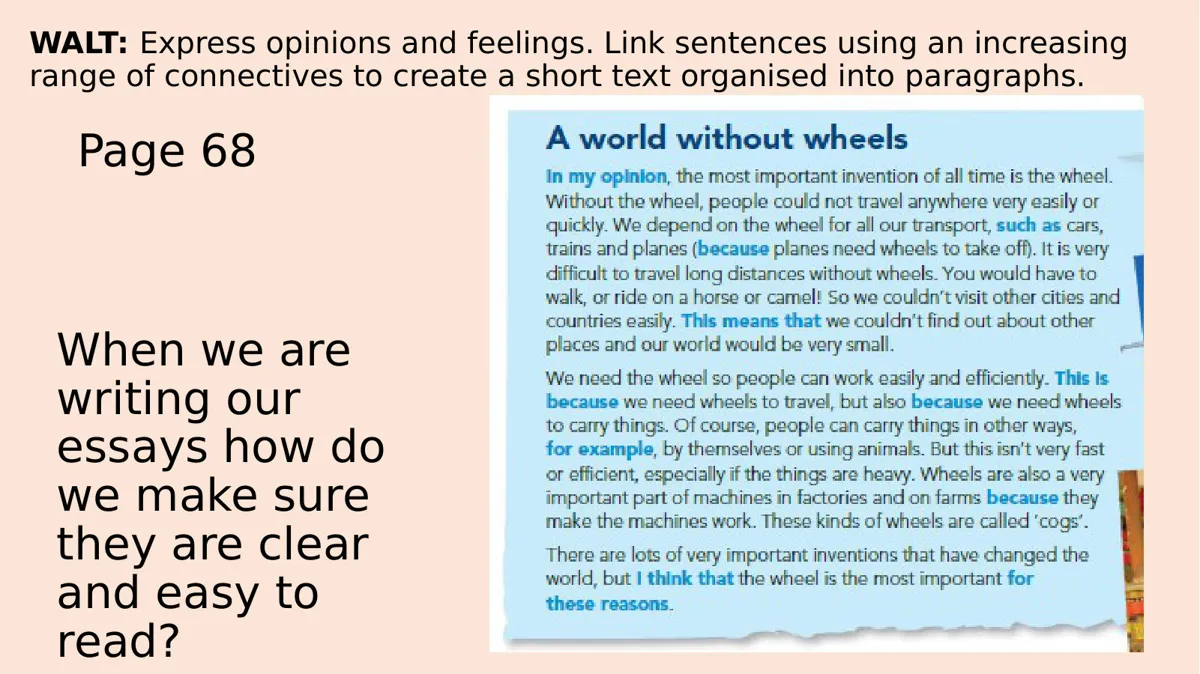 WALT: Express opinions and feelings. Link sentences using an increasing
range of connectives to create a short text organised into paragraphs.
Page 68
When we are
writing our
essays how do
we make sure
they are clear
and easy to
read?
A world without wheels
In my opinion, the most important invention of all time is the wheel.
Without the wheel, people could not travel anywhere very easily or
quickly. We depend on the wheel for all our transport, such as cars,
trains and planes (because planes need wheels to take off). It is very
difficult to travel long distances without wheels. You would have to
walk, or ride on a horse or camel! So we couldn't visit other cities and
countries easily. This means that we couldn't find out about other
places and our world would be very small.
We need the wheel so people can work easily and efficiently. This is
because we need wheels to travel, but also because we need wheels
to carry things. Of course, people can carry things in other ways,
for example, by themselves or using animals. But this isn't very fast
or efficient, especially if the things are heavy. Wheels are also a very
important part of machines in factories and on farms because they
make the machines work. These kinds of wheels are called 'cogs'.
There are lots of very important inventions that have changed the
world, but I think that the wheel is the most important for
these reasons.